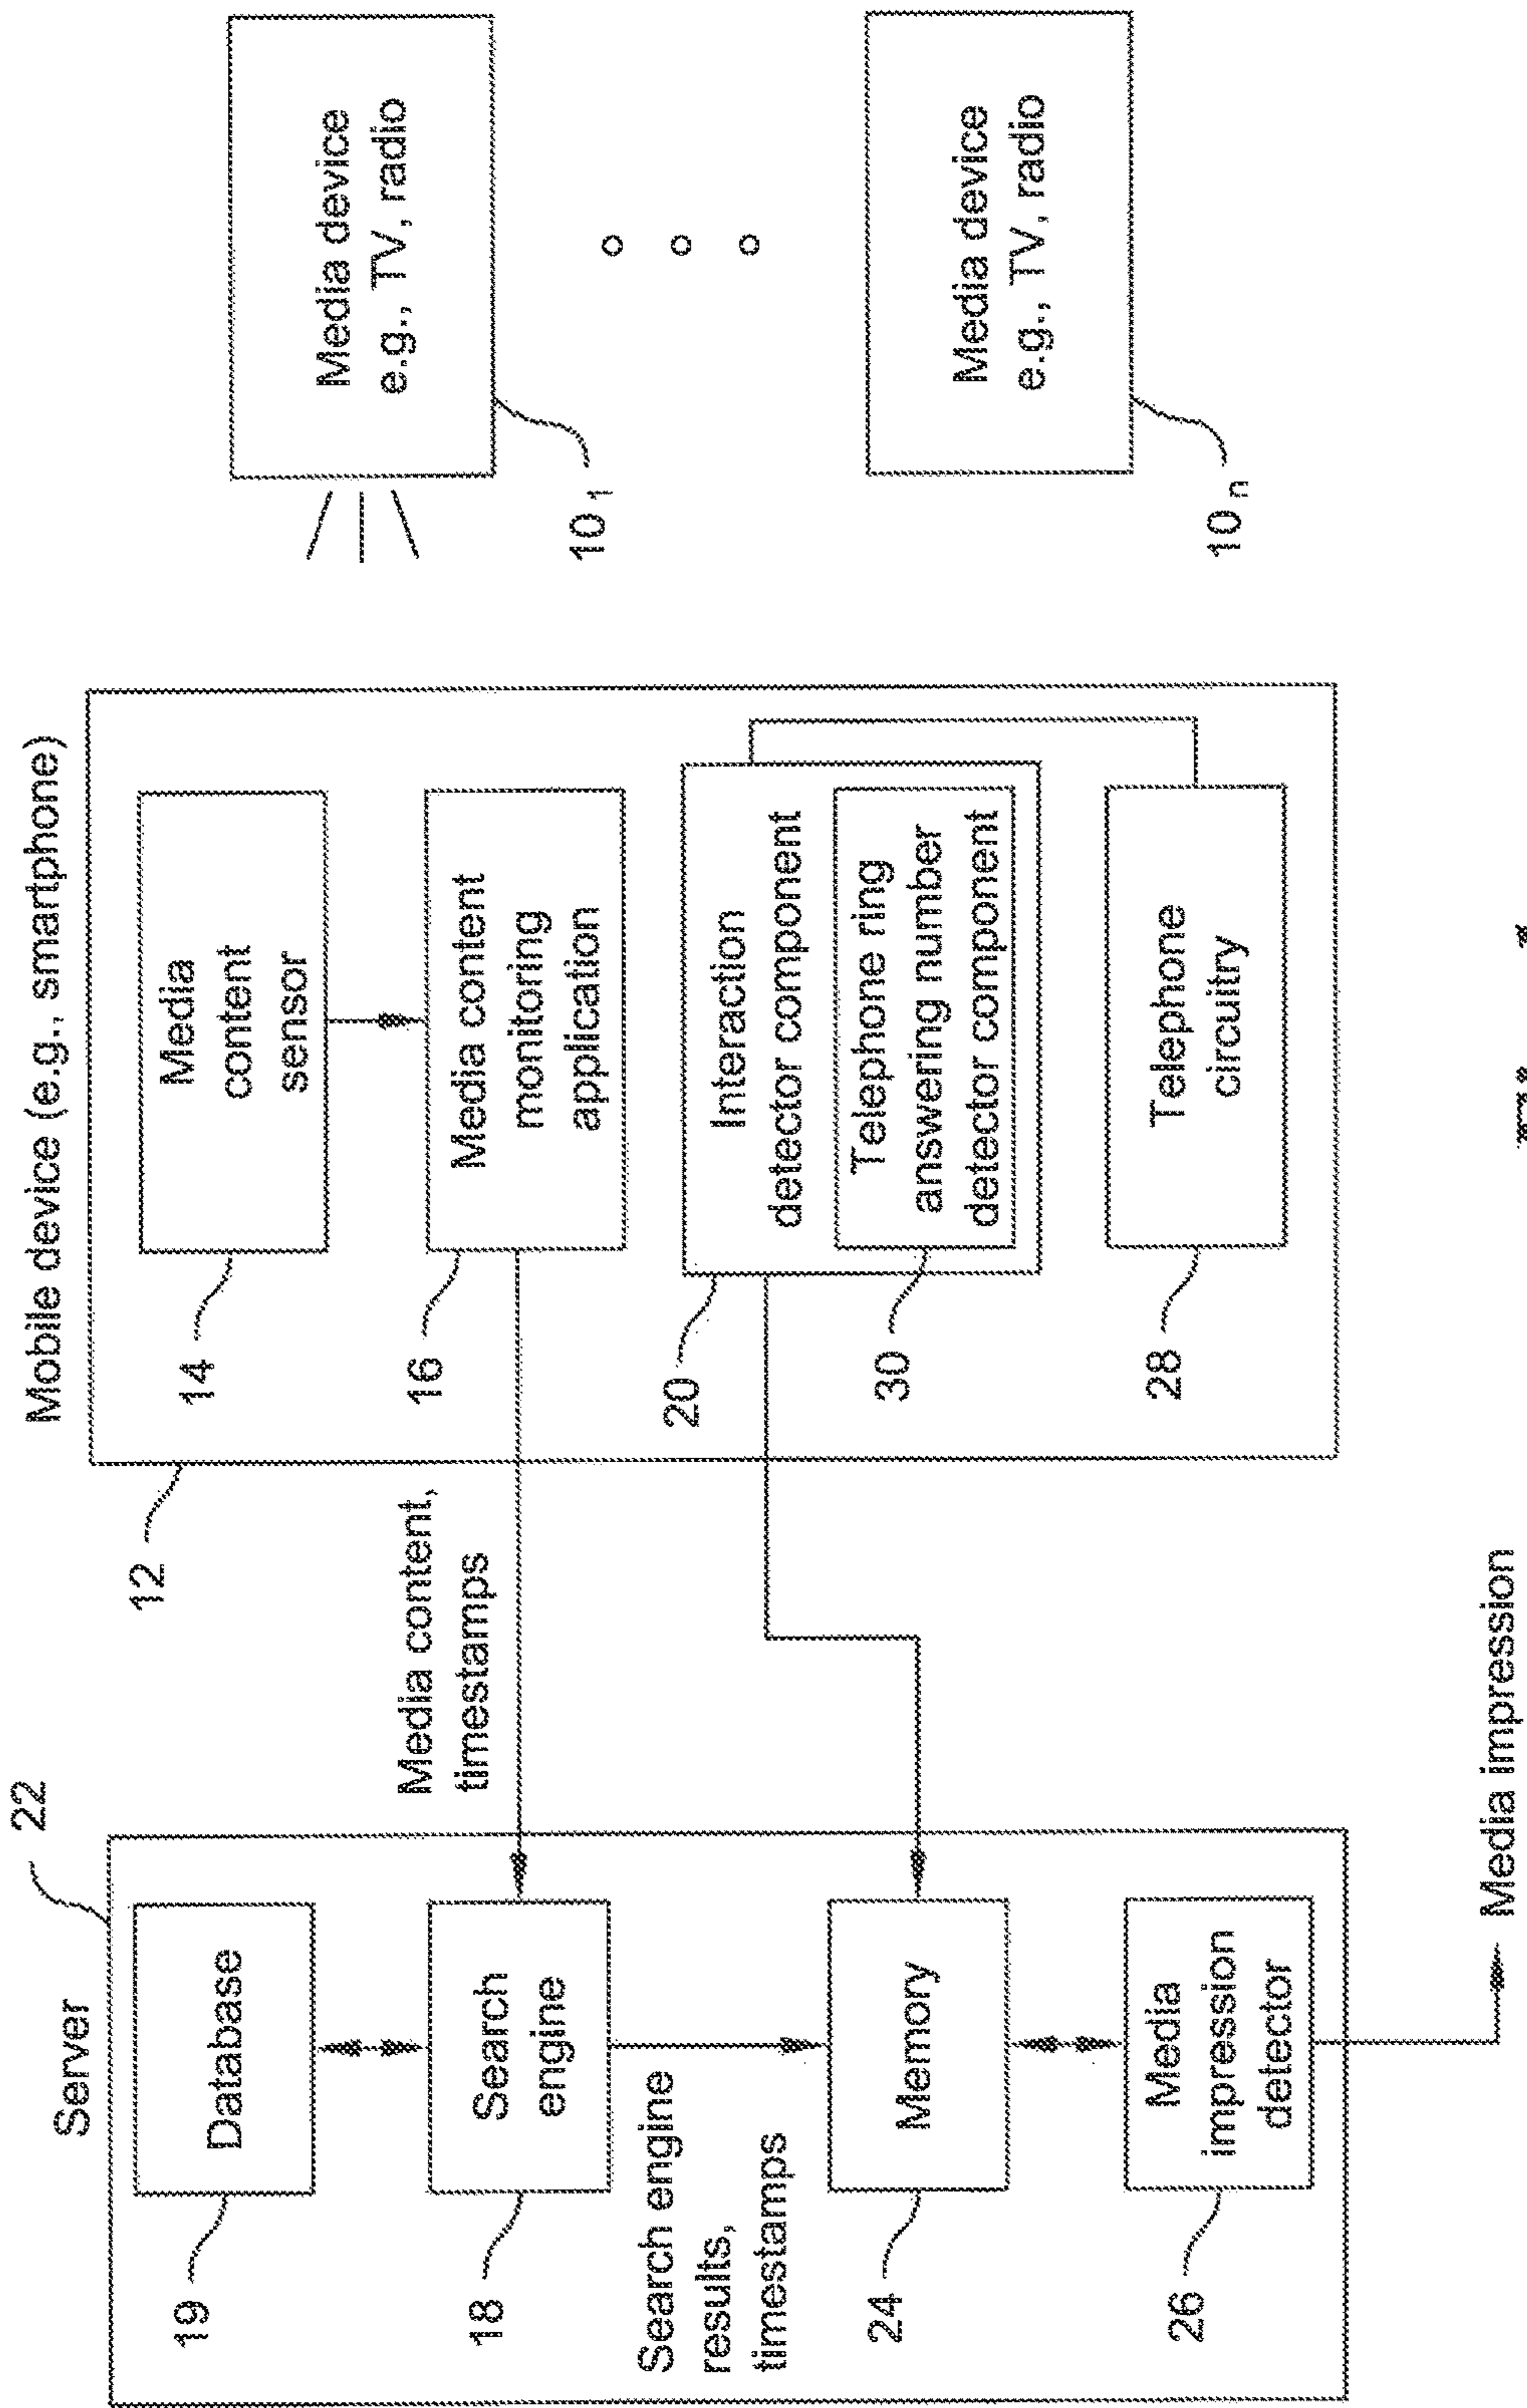 Server
22
Database
19
Search
engine
18
Search engine
results,
timestamps
Memory
24
Media
impression
detector
26
Media impression
Media content,
timestamps
Mobile device (e.g., smartphone)
12
Media
content
sensor
14
Media content
monitoring
application
16
Interaction
detector component
20
Telephone ring
answering number
detector component
30
Telephone
circuitry
28
Media device
e.g., TV, radio
10 1
Media device
e.g., TV, radio
10 n